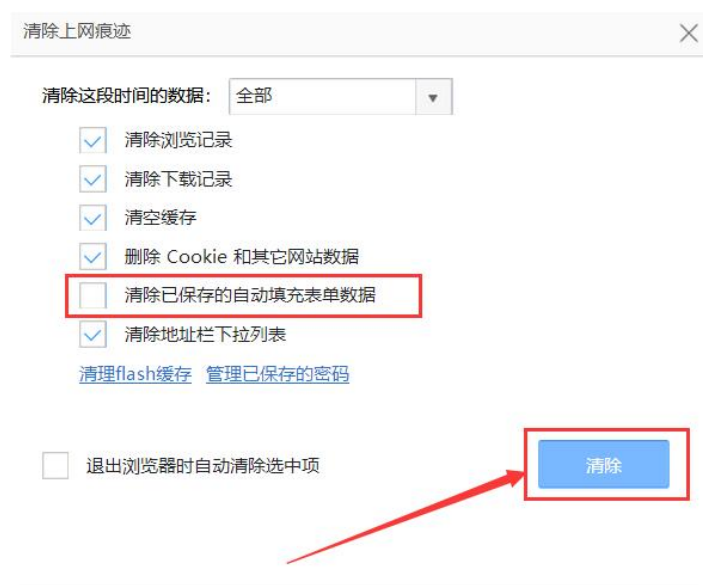 清除上网痕迹
清除这段时间的数据： 全部
清除浏览记录
清除下载记录
清空缓存
删除 Cookie 和其它网站数据
清除已保存的自动填充表单数据
清除地址栏下拉列表
清理flash缓存 管理已保存的密码
退出浏览器时自动清除选中项 清除